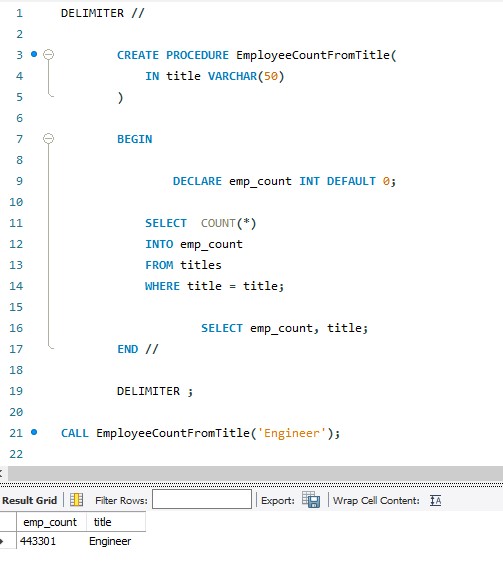 1 DELIMITER //
2
3 CREATE PROCEDURE EmployeeCountFromTitle(
4 IN title VARCHAR(50)
5 )
6
7 BEGIN
8
9 DECLARE emp_count INT DEFAULT 0;
10
11 SELECT COUNT(*)
12 INTO emp_count
13 FROM titles
14 WHERE title = title;
15
16 SELECT emp_count, title;
17 END //
18
19 DELIMITER ;
20
21 CALL EmployeeCountFromTitle('Engineer');
22
Result Grid Filter Rows: Export: Wrap Cell Content:
emp_count title
443301 Engineer